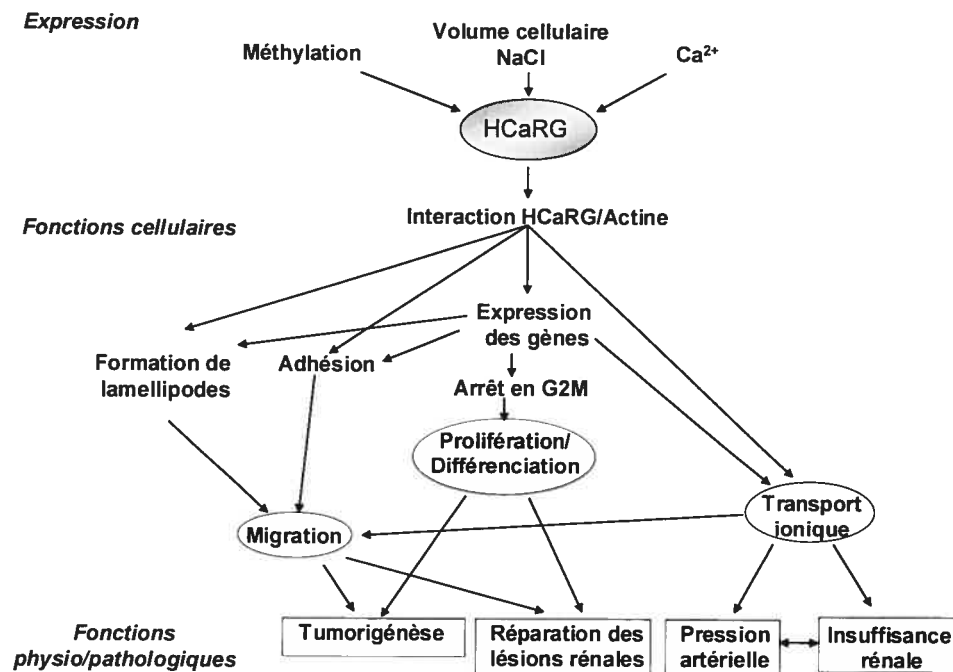 Expression
Volume cellulaire
NaCl
Méthylation
Ca²⁺
HCaRG
Interaction HCaRG/Actine
Fonctions cellulaires
Expression
des gènes
Formation de
lamellipodes
Adhésion
Arrêt en G2M
Prolifération/
Différenciation
Transport
ionique
Migration
Fonctions
physio/pathologiques
Tumorigénèse
Réparation des
lésions rénales
Pression
artérielle
Insuffisance
rénale